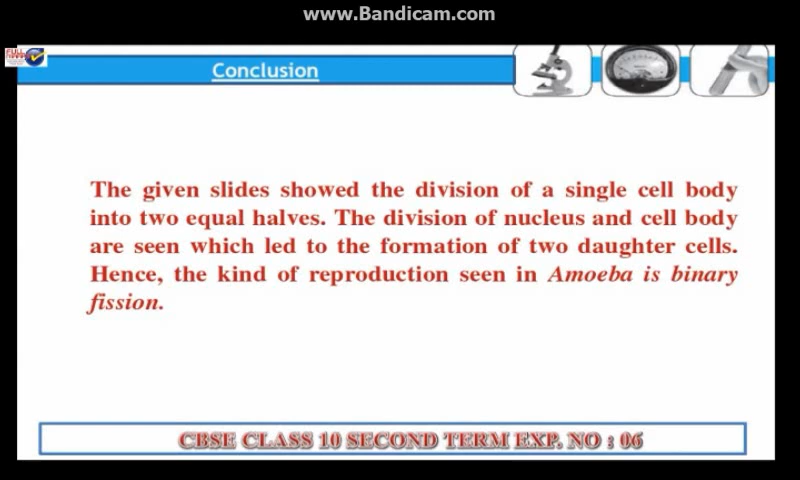 www.Bandicam.com
FULL
Conclusion
The given slides showed the division of a single cell body
into two equal halves. The division of nucleus and cell body
are seen which led to the formation of two daughter cells.
Hence, the kind of reproduction seen in Amoeba is binary
fission.
CBSE CLASS 10 SECOND TERM EXP. NO : 06